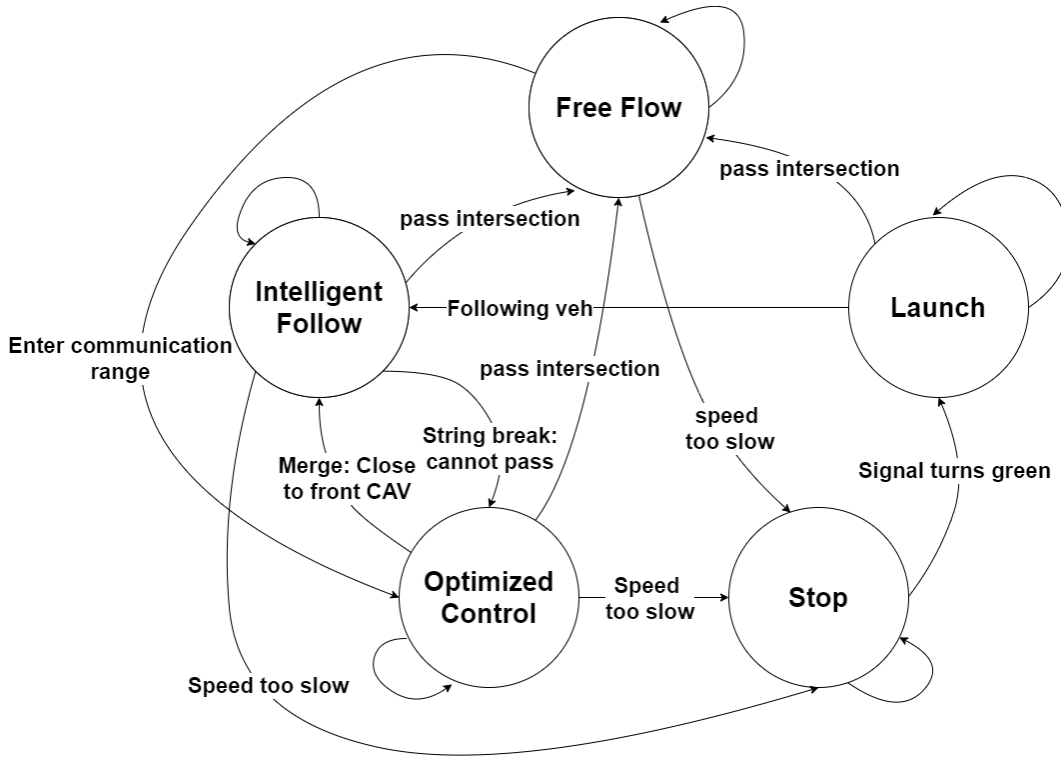 Free Flow
pass intersection
pass intersection
Intelligent
Follow
Following veh
Launch
Enter communication
range
pass intersection
speed
too slow
String break:
cannot pass
Merge: Close
to front CAV
Signal turns green
Optimized
Control
Speed
too slow
Stop
Speed too slow